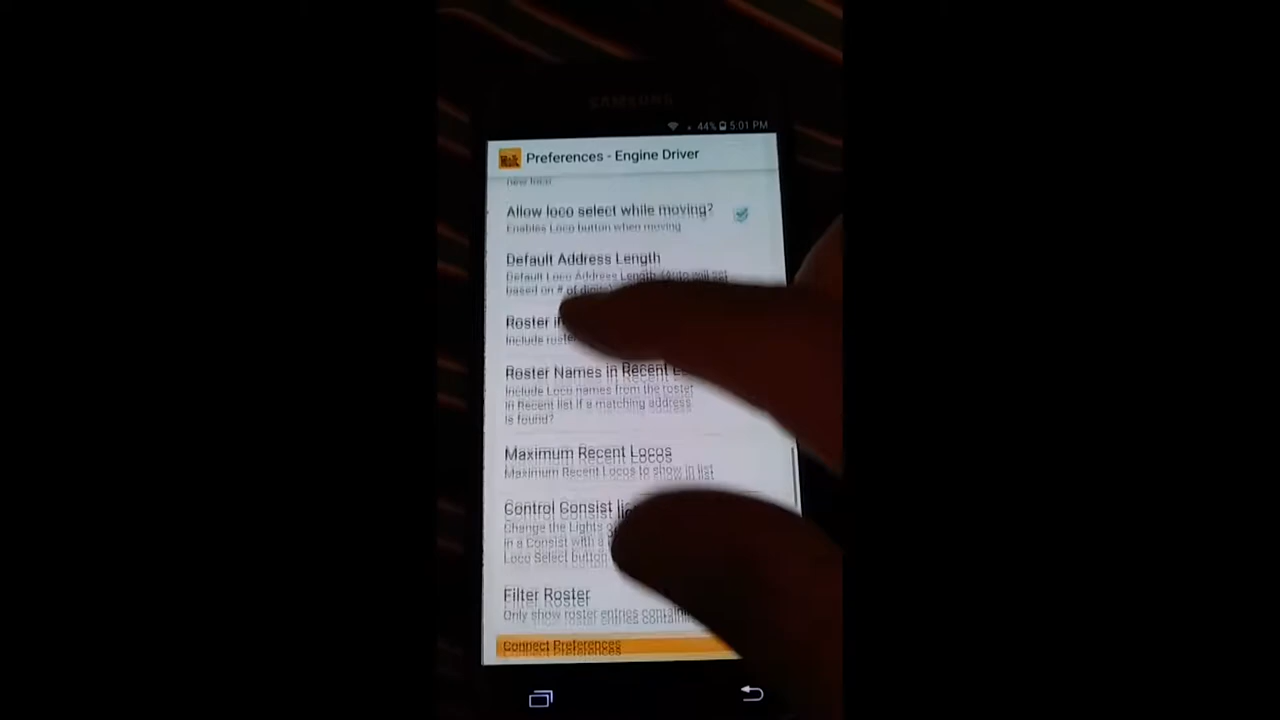 SAMSUNG
44% 5:01 PM
Preferences - Engine Driver
new loco
Allow loco select while moving?
Enables Loco button when moving
Default Address Length
Default Loco Address Length (Auto will set
based on # of digits)
Roster in
Include roster
Roster Names in Recent
Include Loco names from the roster
in Recent list if a matching address
is found?
Maximum Recent Locos
Maximum Recent Locos to show in list
Control Consist
Change the Lights
in a Consist with a
Loco Select button
Filter Roster
Only show roster entries
Connect Preferences